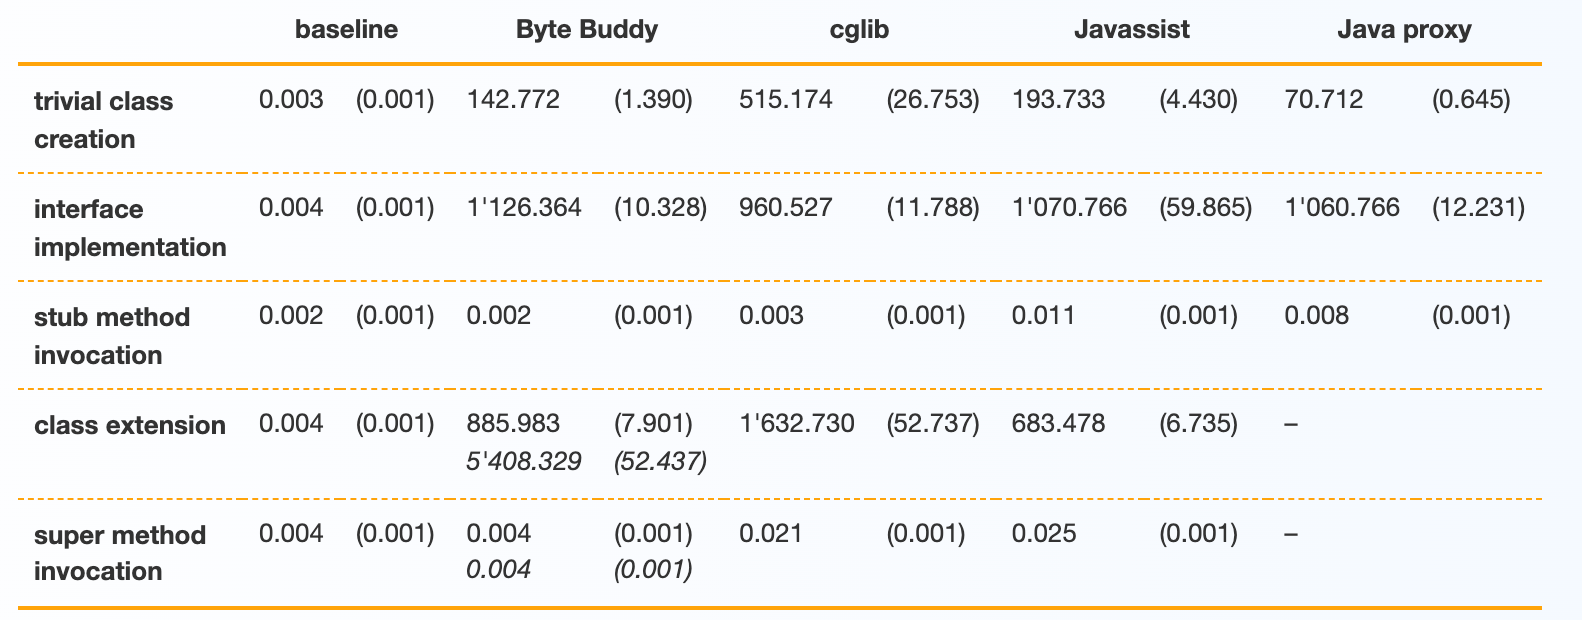 baseline Byte Buddy cglib Javassist Java proxy
trivial class 0.003 (0.001) 142.772 (1.390) 515.174 (26.753) 193.733 (4.430) 70.712 (0.645)
creation
interface 0.004 (0.001) 1'126.364 (10.328) 960.527 (11.788) 1'070.766 (59.865) 1'060.766 (12.231)
implementation
stub method 0.002 (0.001) 0.002 (0.001) 0.003 (0.001) 0.011 (0.001) 0.008 (0.001)
invocation
class extension 0.004 (0.001) 885.983 (7.901) 1'632.730 (52.737) 683.478 (6.735) –
5'408.329 (52.437)
super method 0.004 (0.001) 0.004 (0.001) 0.021 (0.001) 0.025 (0.001) –
invocation 0.004 (0.001)